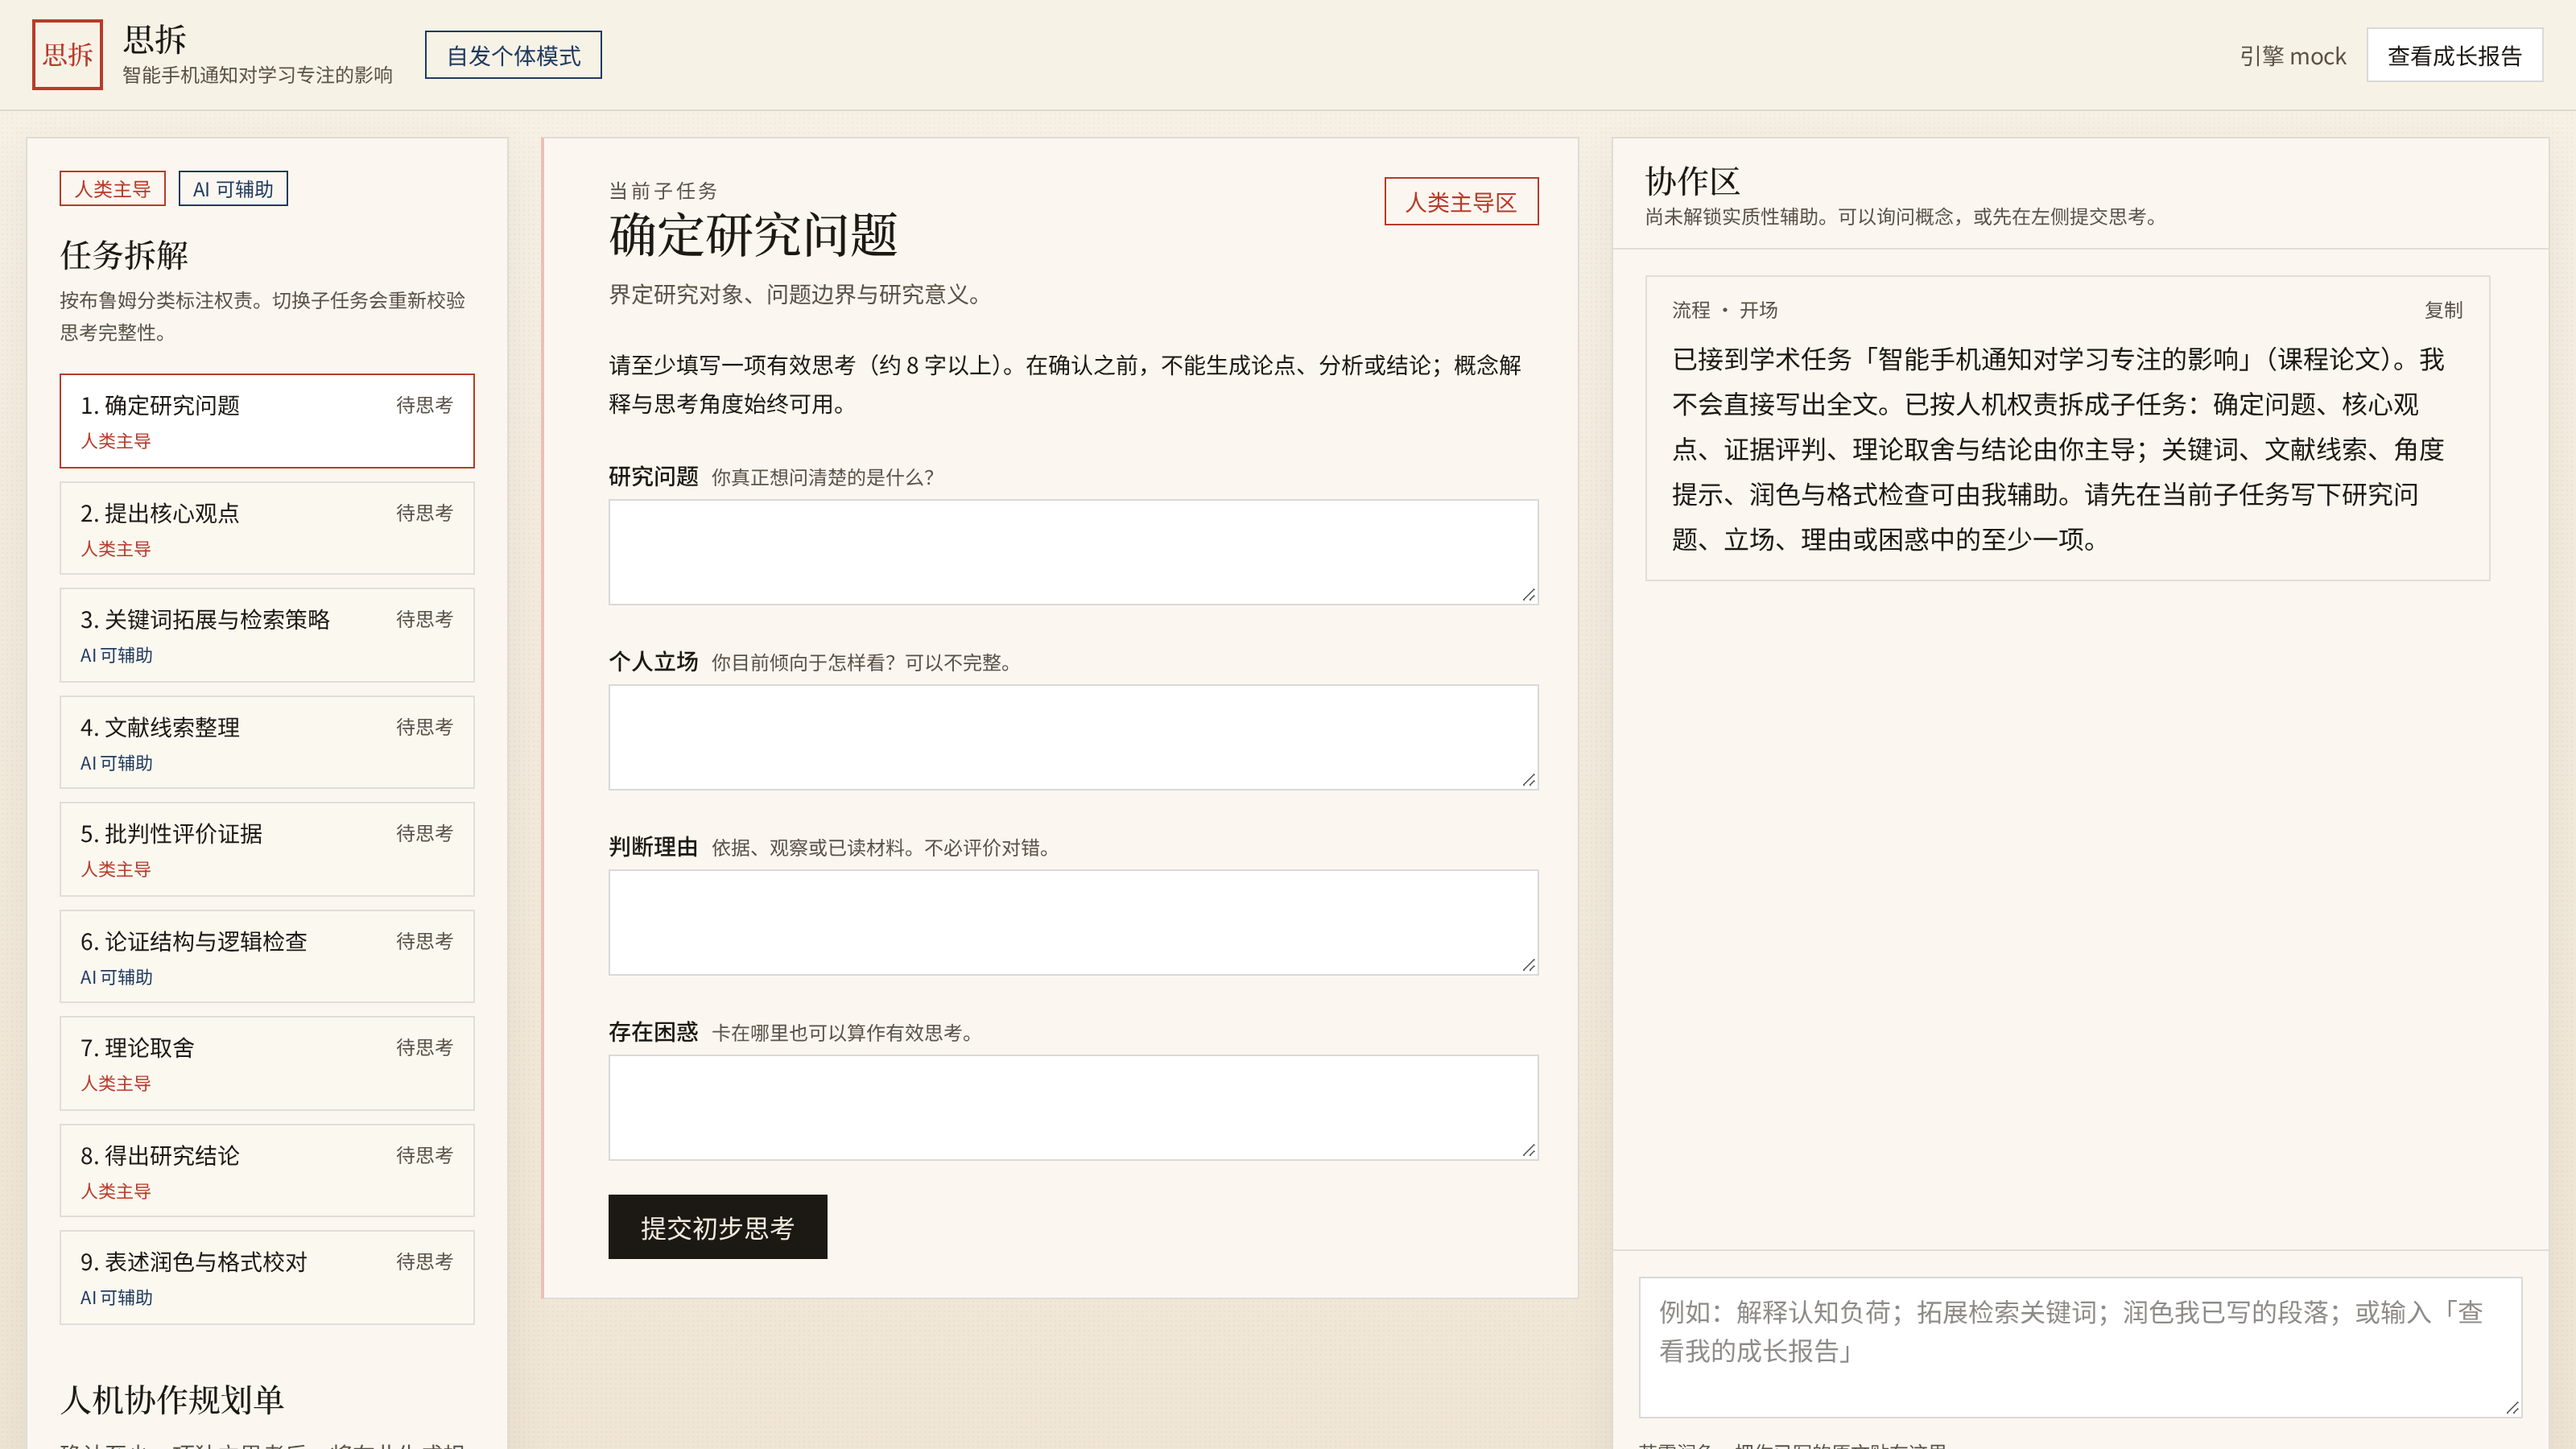 思拆
思拆
智能手机通知对学习专注的影响
自发个体模式
引擎 mock
查看成长报告
人类主导
AI 可辅助
任务拆解
按布鲁姆分类标注权责。切换子任务会重新校验
思考完整性。
1. 确定研究问题
待思考
人类主导
2. 提出核心观点
待思考
人类主导
3. 关键词拓展与检索策略
待思考
AI 可辅助
4. 文献线索整理
待思考
AI 可辅助
5. 批判性评价证据
待思考
人类主导
6. 论证结构与逻辑检查
待思考
AI 可辅助
7. 理论取舍
待思考
人类主导
8. 得出研究结论
待思考
人类主导
9. 表述润色与格式校对
待思考
AI 可辅助
人机协作规划单
当前子任务
确定研究问题
人类主导区
界定研究对象、问题边界与研究意义。
请至少填写一项有效思考（约 8 字以上）。在确认之前，不能生成论点、分析或结论；概念解
释与思考角度始终可用。
研究问题 你真正想问清楚的是什么？
个人立场 你目前倾向于怎样看？可以不完整。
判断理由 依据、观察或已读材料。不必评价对错。
存在困惑 卡在哪里也可以算作有效思考。
提交初步思考
协作区
尚未解锁实质性辅助。可以询问概念，或先在左侧提交思考。
流程 · 开场
复制
已接到学术任务「智能手机通知对学习专注的影响」（课程论文）。我
不会直接写出全文。已按人机权责拆成子任务：确定问题、核心观
点、证据评判、理论取舍与结论由你主导；关键词、文献线索、角度
提示、润色与格式检查可由我辅助。请先在当前子任务写下研究问
题、立场、理由或困惑中的至少一项。
例如：解释认知负荷；拓展检索关键词；润色我已写的段落；或输入「查
看我的成长报告」